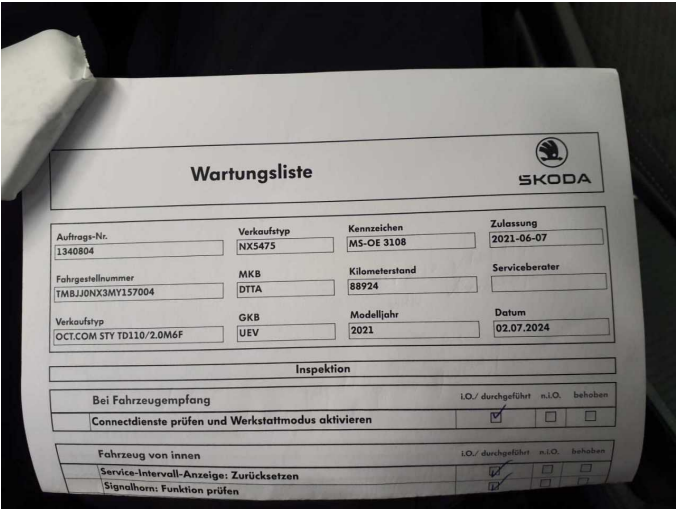 Wartungsliste
SKODA
Auftrags-Nr. Verkaufstyp Kennzeichen Zulassung
1340804 NX5475 MS-OE 3108 2021-06-07
Fahrgestellnummer MKB Kilometerstand Serviceberater
TMBJJ0NX3MY157004 DTTA 88924
Verkaufstyp GKB Modelljahr Datum
OCT.COM STY TD110/2.0M6F UEV 2021 02.07.2024
Inspektion
Bei Fahrzeugempfang i.O./ durchgeführt n.i.O. behoben
Connectdienste prüfen und Werkstattmodus aktivieren
Fahrzeug von innen i.O./ durchgeführt n.i.O. behoben
Service-Intervall-Anzeige: Zurücksetzen
Signalhorn: Funktion prüfen